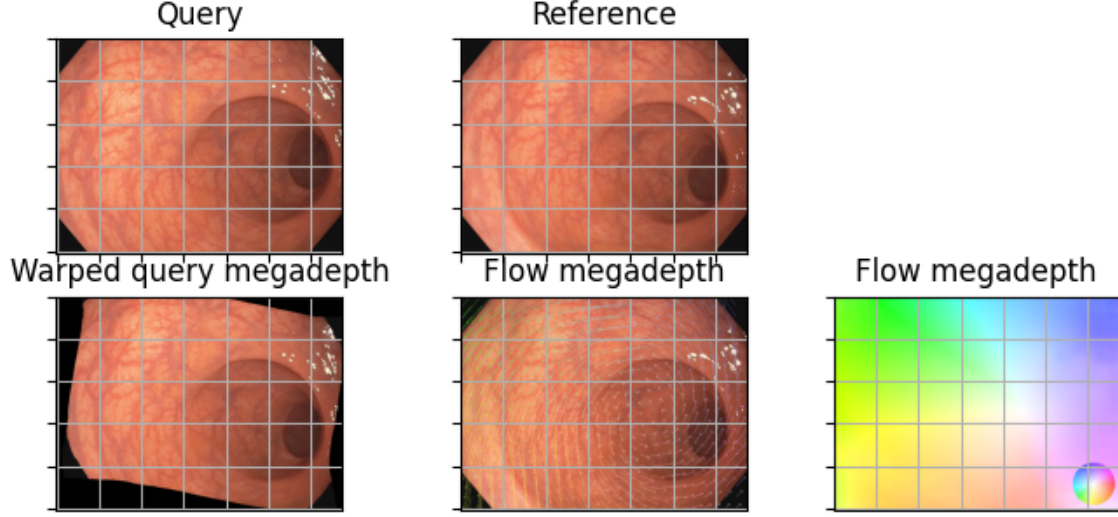 Query
Reference
Warped query megadepth
Flow megadepth
Flow megadepth